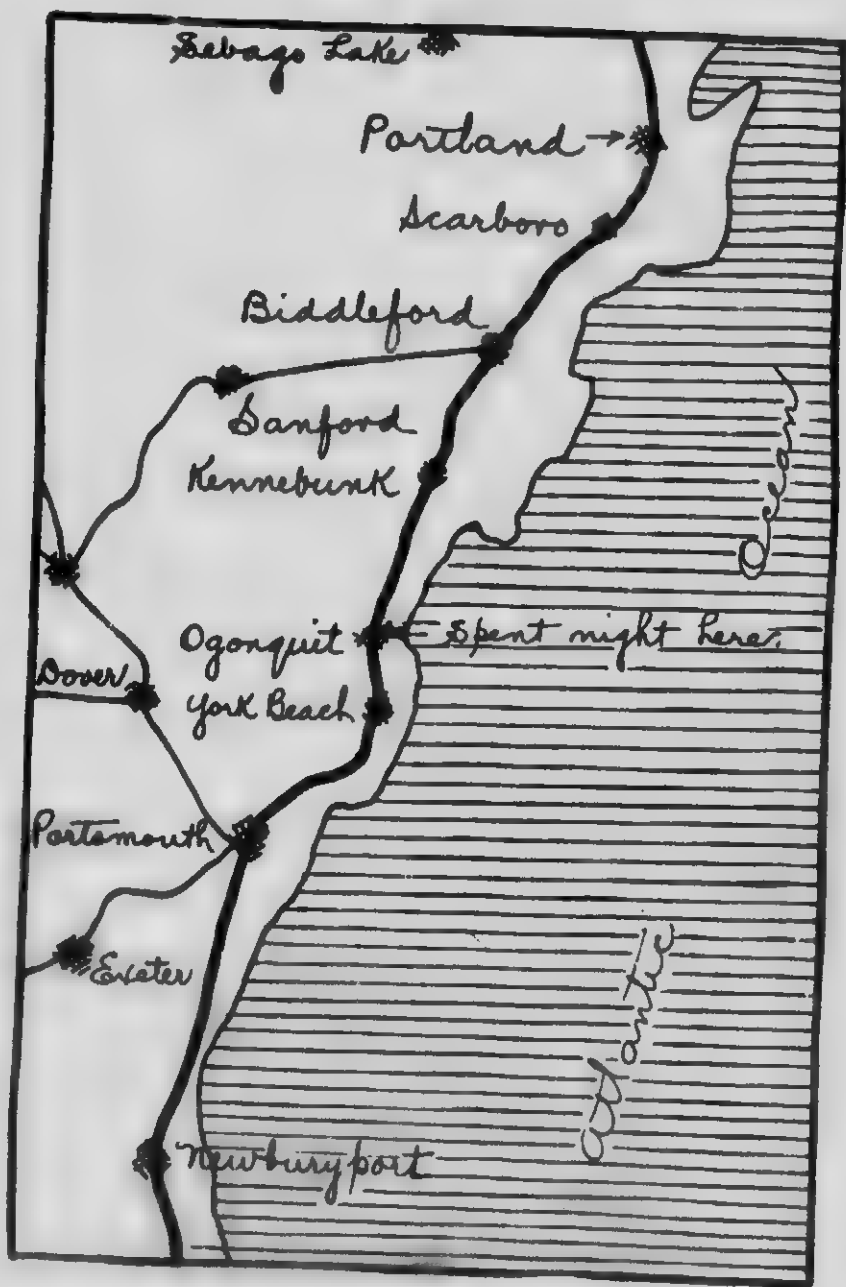 Sebago Lake
Portland →
Scarboro
Biddleford
Sanford
Kennebunk
Ocean
Ogonquit
Spent night here.
Dover
York Beach
Portsmouth
Exeter
Atlantic
Newburyport